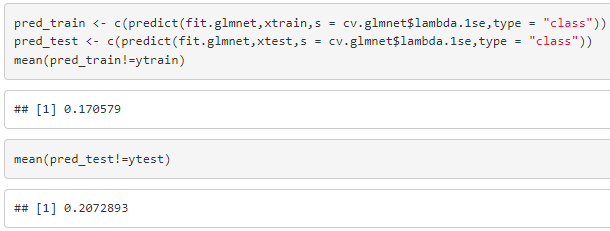 pred_train <- c(predict(fit.glmnet,xtrain,s = cv.glmnet$lambda.1se,type = "class"))
pred_test <- c(predict(fit.glmnet,xtest,s = cv.glmnet$lambda.1se,type = "class"))
mean(pred_train!=ytrain)
## [1] 0.170579
mean(pred_test!=ytest)
## [1] 0.2072893